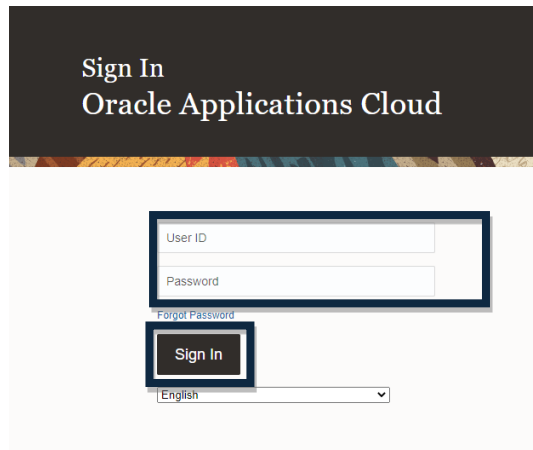 Sign In
Oracle Applications Cloud
User ID
Password
Forgot Password
Sign In
English